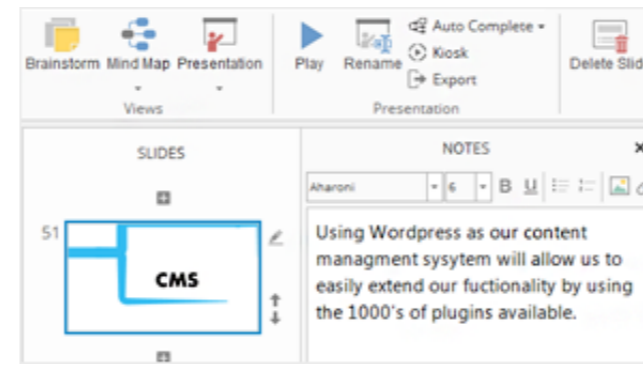 Auto Complete
Kiosk
Export
Brainstorm Mind Map Presentation Play Rename Delete Slid
Views Presentation
SLIDES NOTES
Aharoni 6 B U
51
CMS
Using Wordpress as our content
managment sysytem will allow us to
easily extend our fuctionality by using
the 1000's of plugins available.